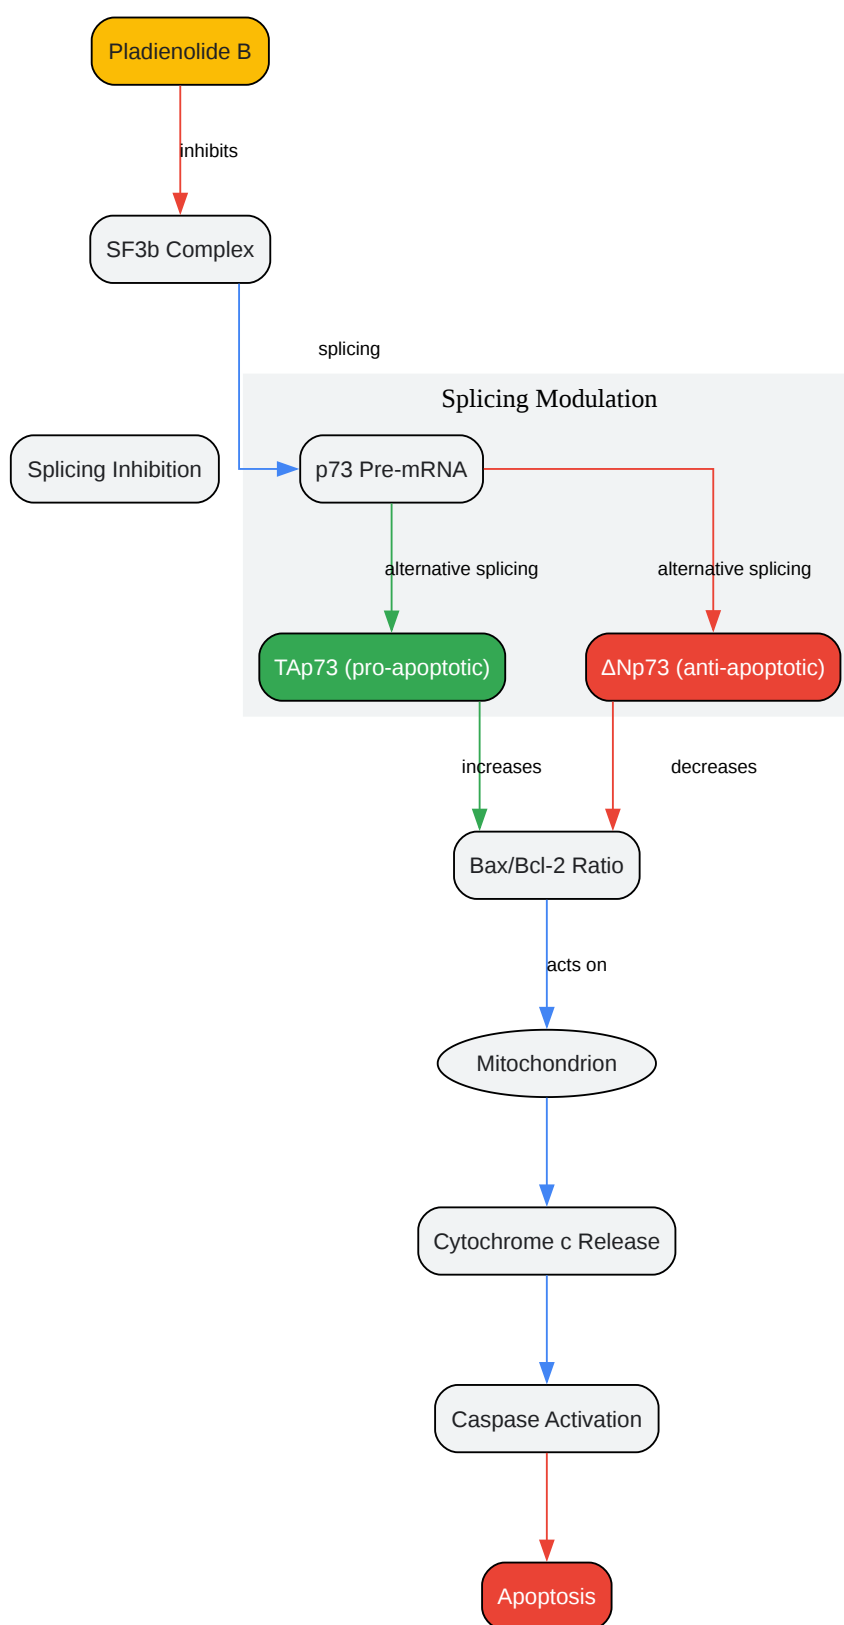 Pladienolide B
inhibits
SF3b Complex
splicing
Splicing Modulation
Splicing Inhibition
p73 Pre-mRNA
alternative splicing
alternative splicing
TAp73 (pro-apoptotic)
ΔNp73 (anti-apoptotic)
increases
decreases
Bax/Bcl-2 Ratio
acts on
Mitochondrion
Cytochrome c Release
Caspase Activation
Apoptosis